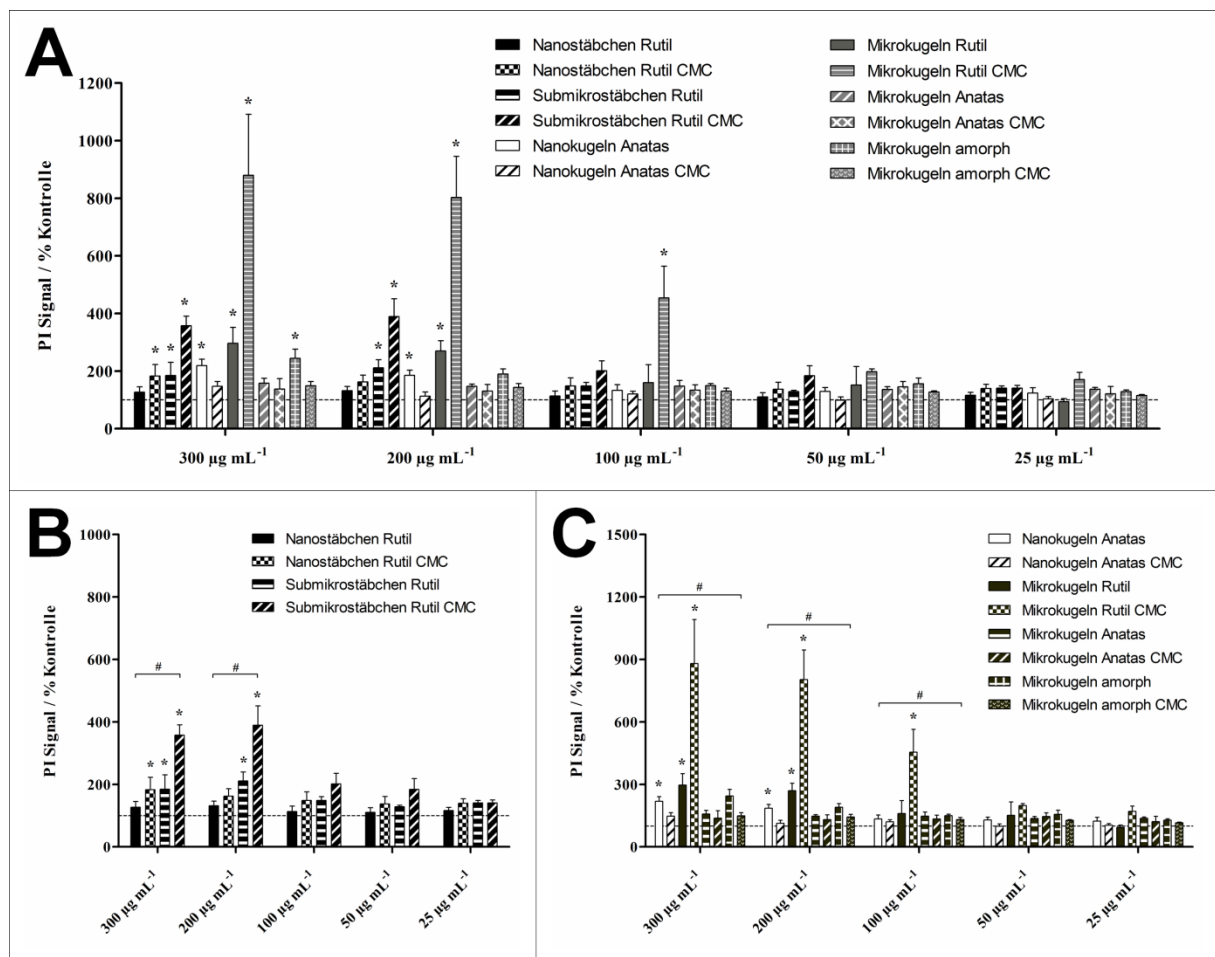 A
Nanostäbchen Rutil
Nanostäbchen Rutil CMC
Submikrostäbchen Rutil
Submikrostäbchen Rutil CMC
Nanokugeln Anatas
Nanokugeln Anatas CMC
Mikrokugeln Rutil
Mikrokugeln Rutil CMC
Mikrokugeln Anatas
Mikrokugeln Anatas CMC
Mikrokugeln amorph
Mikrokugeln amorph CMC
PI Signal / % Kontrolle
1200
1000
800
600
400
200
0
* * * * * * *
* * * * *
*
300 µg mL⁻¹
200 µg mL⁻¹
100 µg mL⁻¹
50 µg mL⁻¹
25 µg mL⁻¹
B
Nanostäbchen Rutil
Nanostäbchen Rutil CMC
Submikrostäbchen Rutil
Submikrostäbchen Rutil CMC
PI Signal / % Kontrolle
1000
800
600
400
200
0
# #
* * *
* *
300 µg mL⁻¹
200 µg mL⁻¹
100 µg mL⁻¹
50 µg mL⁻¹
25 µg mL⁻¹
C
Nanokugeln Anatas
Nanokugeln Anatas CMC
Mikrokugeln Rutil
Mikrokugeln Rutil CMC
Mikrokugeln Anatas
Mikrokugeln Anatas CMC
Mikrokugeln amorph
Mikrokugeln amorph CMC
PI Signal / % Kontrolle
1500
1200
900
600
300
0
# # #
* * *
* * *
*
300 µg mL⁻¹
200 µg mL⁻¹
100 µg mL⁻¹
50 µg mL⁻¹
25 µg mL⁻¹